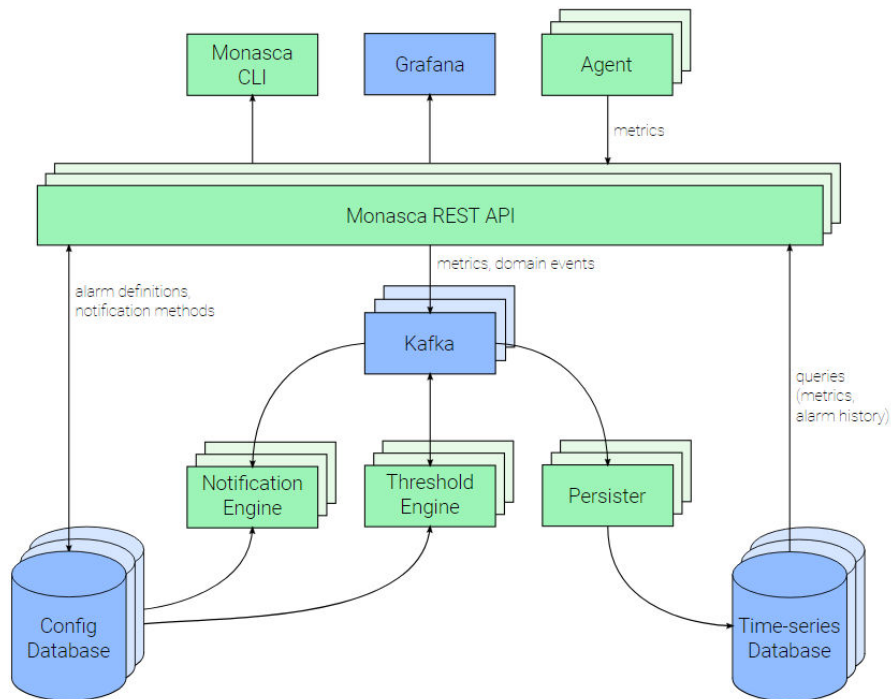 Monasca
CLI
Grafana
Agent
metrics
Monasca REST API
metrics, domain events
alarm definitions,
notification methods
Kafka
queries
(metrics,
alarm history)
Notification
Engine
Threshold
Engine
Persister
Config
Database
Time-series
Database